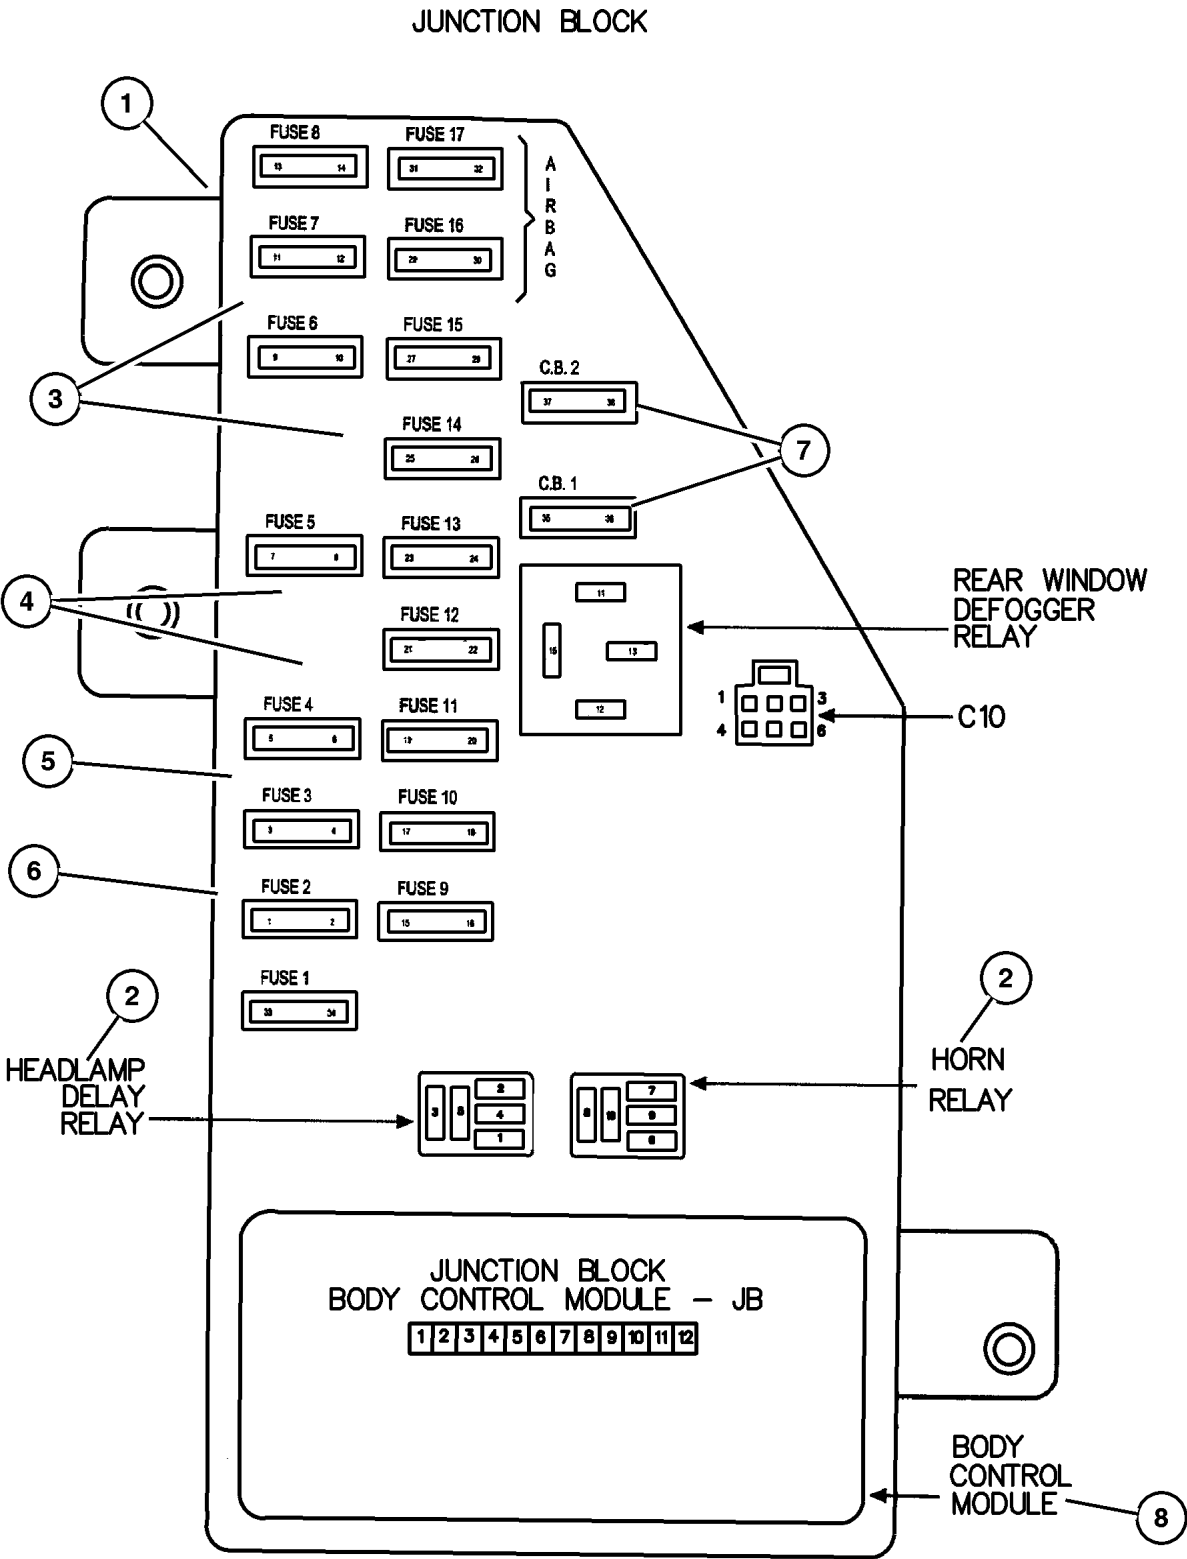 JUNCTION BLOCK
1
FUSE 8
FUSE 17
13 14
31 32
AIRBAG
FUSE 7
FUSE 16
11 12
29 30
FUSE 6
FUSE 15
9 10
27
C.B. 2
3
37
FUSE 14
25 26
7
C.B. 1
35 36
FUSE 5
FUSE 13
7
23 24
REAR WINDOW
DEFOGGER
RELAY
11
4
FUSE 12
21 22
13
1 3
C10
4 6
12
FUSE 4
FUSE 11
5 6
19 20
5
FUSE 3
FUSE 10
3 4
17 18
6
FUSE 2
FUSE 9
1 2
15 16
FUSE 1
33 34
2
2
HEADLAMP
DELAY
RELAY
HORN
RELAY
2
3
4
1
7
9
6
10
JUNCTION BLOCK
BODY CONTROL MODULE - JB
1 2 3 4 5 6 7 8 9 10 11 12
BODY
CONTROL
MODULE
8